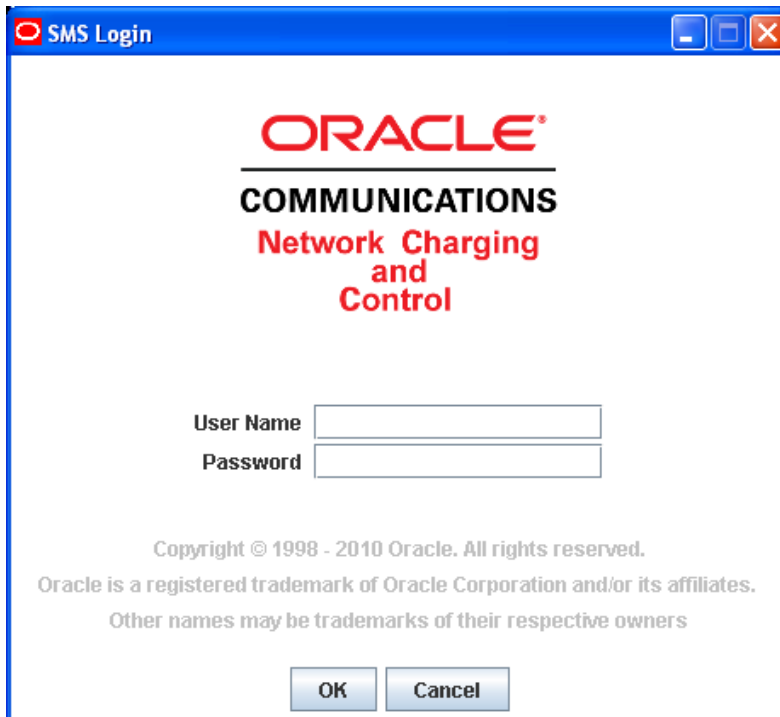 SMS Login
ORACLE®
COMMUNICATIONS
Network Charging
and
Control
User Name
Password
Copyright © 1998 - 2010 Oracle. All rights reserved.
Oracle is a registered trademark of Oracle Corporation and/or its affiliates.
Other names may be trademarks of their respective owners
OK Cancel